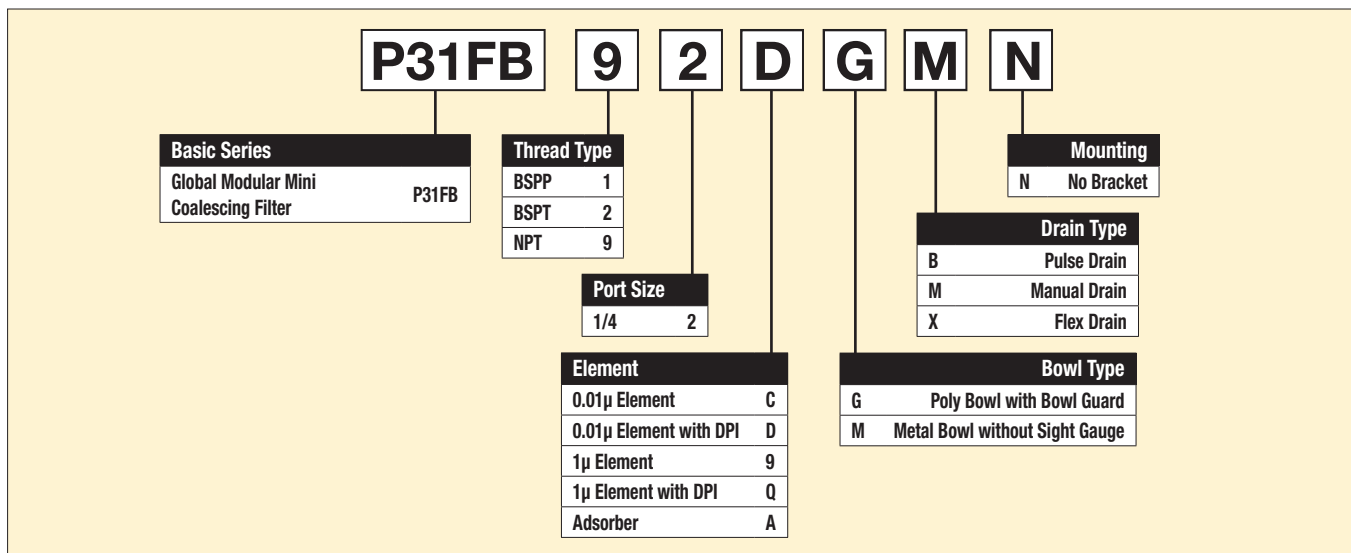 P31FB 9 2 D G M N
Basic Series
Global Modular Mini
Coalescing Filter P31FB
Thread Type
BSPP 1
BSPT 2
NPT 9
Port Size
1/4 2
Element
0.01µ Element C
0.01µ Element with DPI D
1µ Element 9
1µ Element with DPI Q
Adsorber A
Mounting
N No Bracket
Drain Type
B Pulse Drain
M Manual Drain
X Flex Drain
Bowl Type
G Poly Bowl with Bowl Guard
M Metal Bowl without Sight Gauge